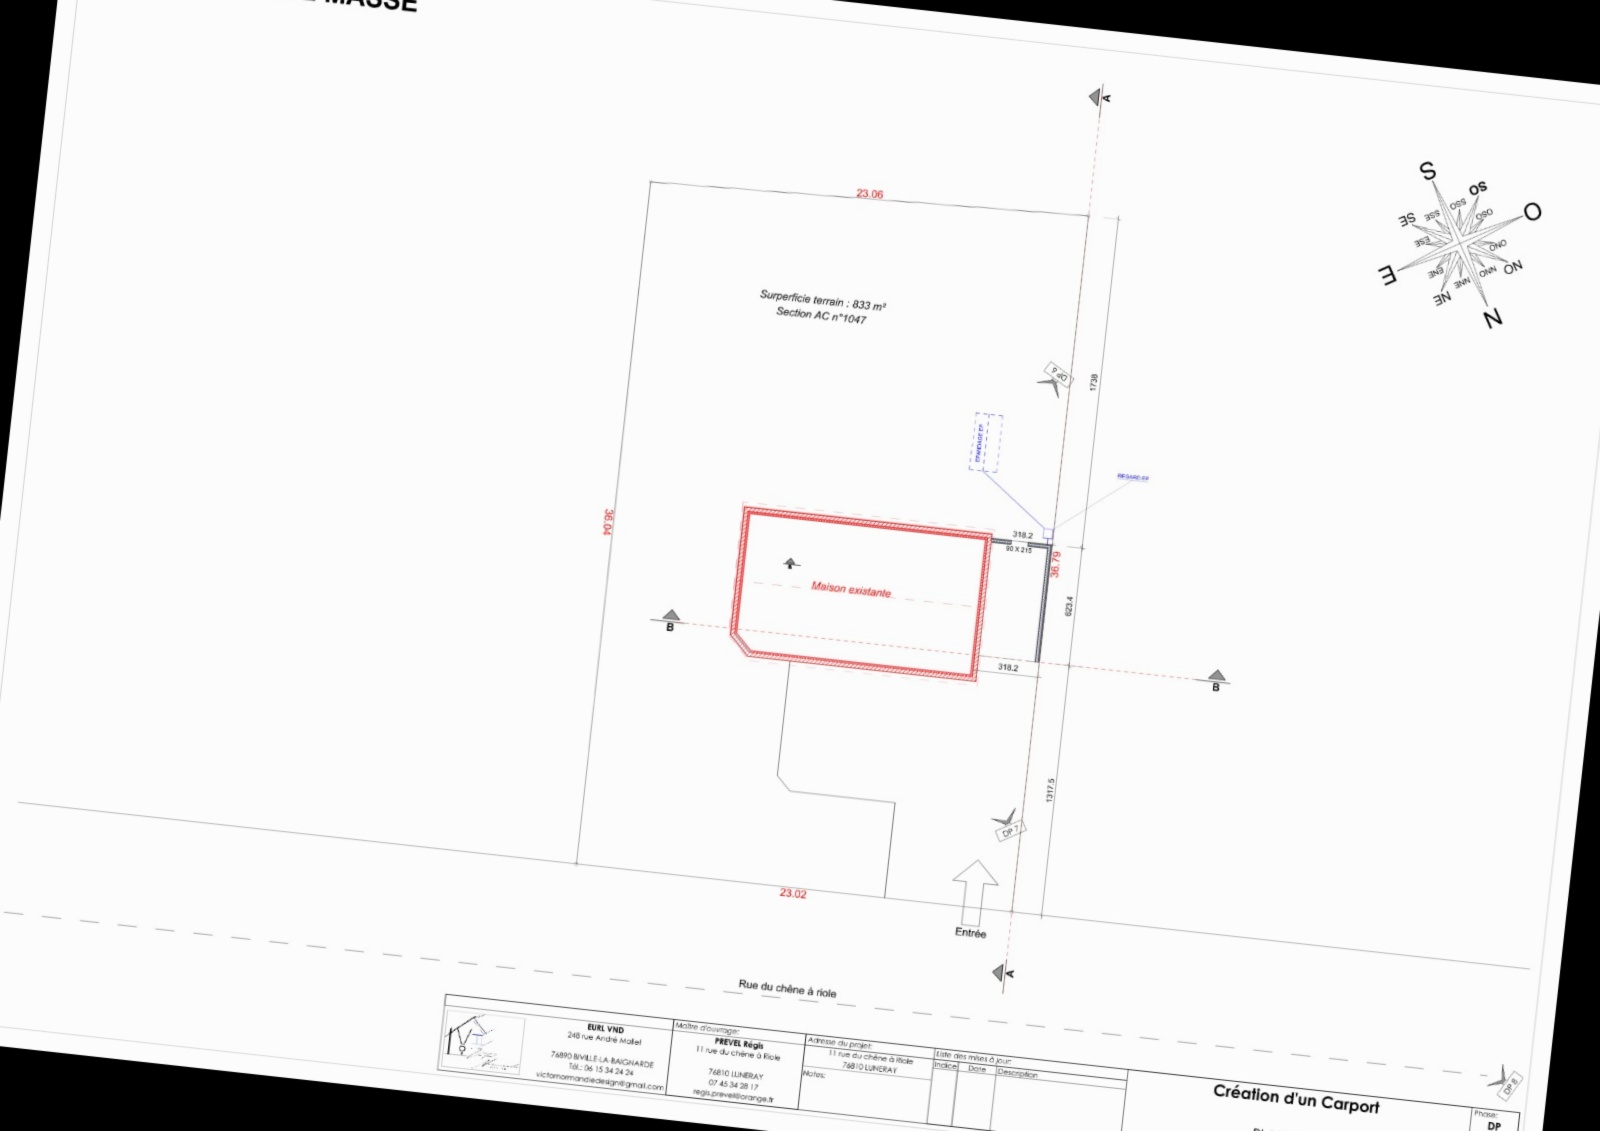 MASSE
A
23.06
S
SO
SSO
SSE
SE
OSO
O
ESE
ONO
E
ENE
NO
NNO
NNE
NE
N
Surperficie terrain : 833 m²
Section AC n°1047
DP 6
1738
EPANDAGE EP
REGARD EP
36.04
318.2
90 X 215
36.79
Maison existante
623.4
B
318.2
B
1317.5
DP 7
23.02
Entrée
A
Rue du chêne à riole
EURL VND
248 rue André Mallet
76890 BIVILLE-LA-BAIGNARDE
Tél.: 06 15 34 24 24
victornormandiedesign@gmail.com
Maître d'ouvrage:
PREVEL Régis
11 rue du chêne à Riole
76810 LUNERAY
07 45 34 28 17
regis.prevel@orange.fr
Adresse du projet:
11 rue du chêne à Riole
76810 LUNERAY
Notes:
Liste des mises à jour:
Indice Date Description
Création d'un Carport
Phase:
DP
DP 8